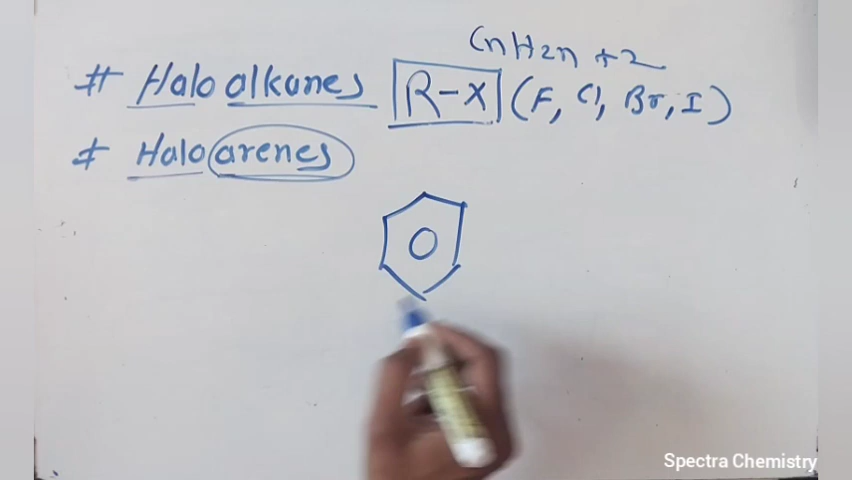 CnH2n+2
# Haloalkanes R-X (F, Cl, Br, I)
# Haloarenes
Spectra Chemistry